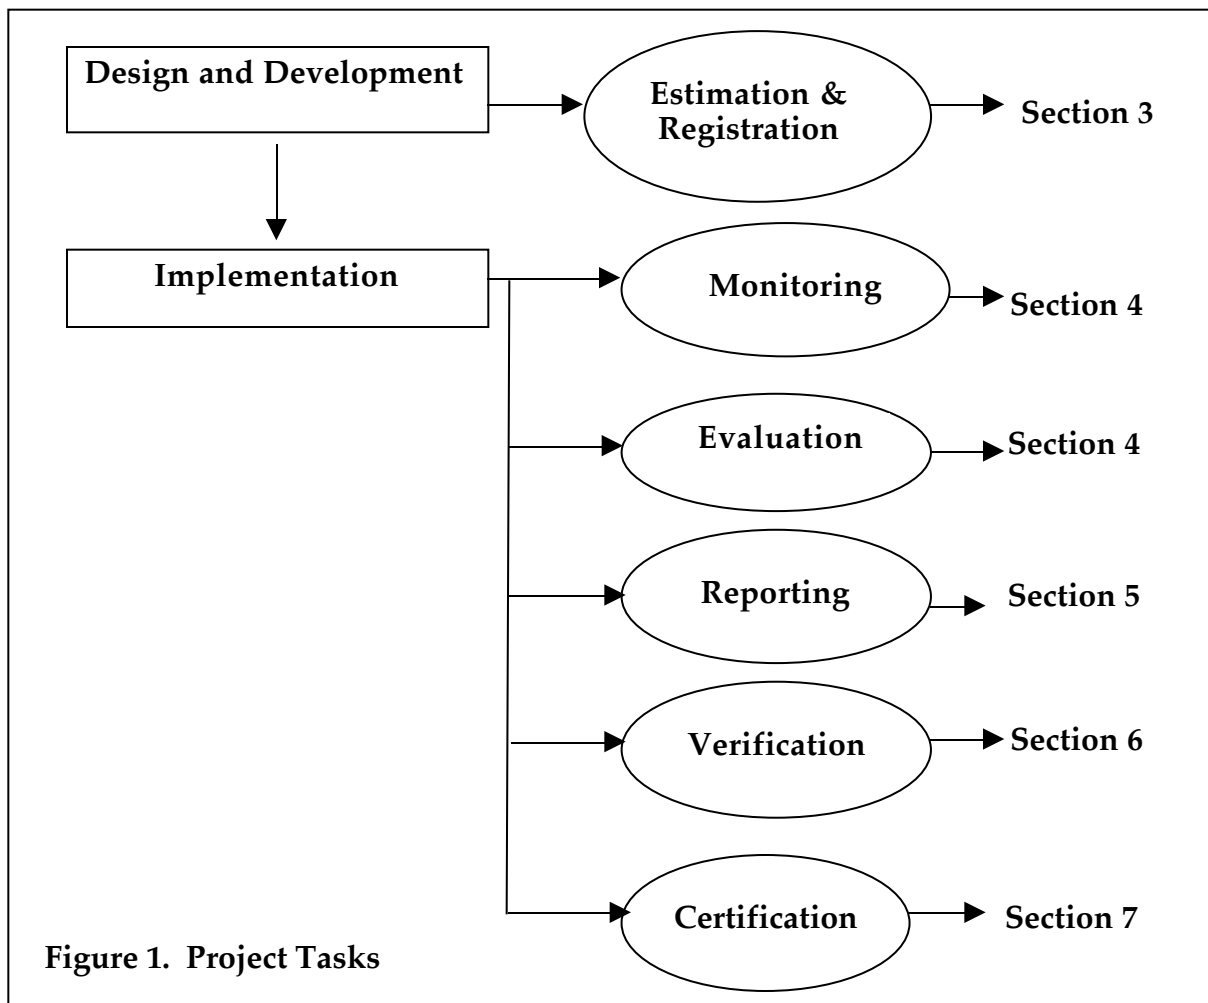 Design and Development
Estimation &
Registration
Section 3
Implementation
Monitoring
Section 4
Evaluation
Section 4
Reporting
Section 5
Verification
Section 6
Certification
Section 7
Figure 1.  Project Tasks